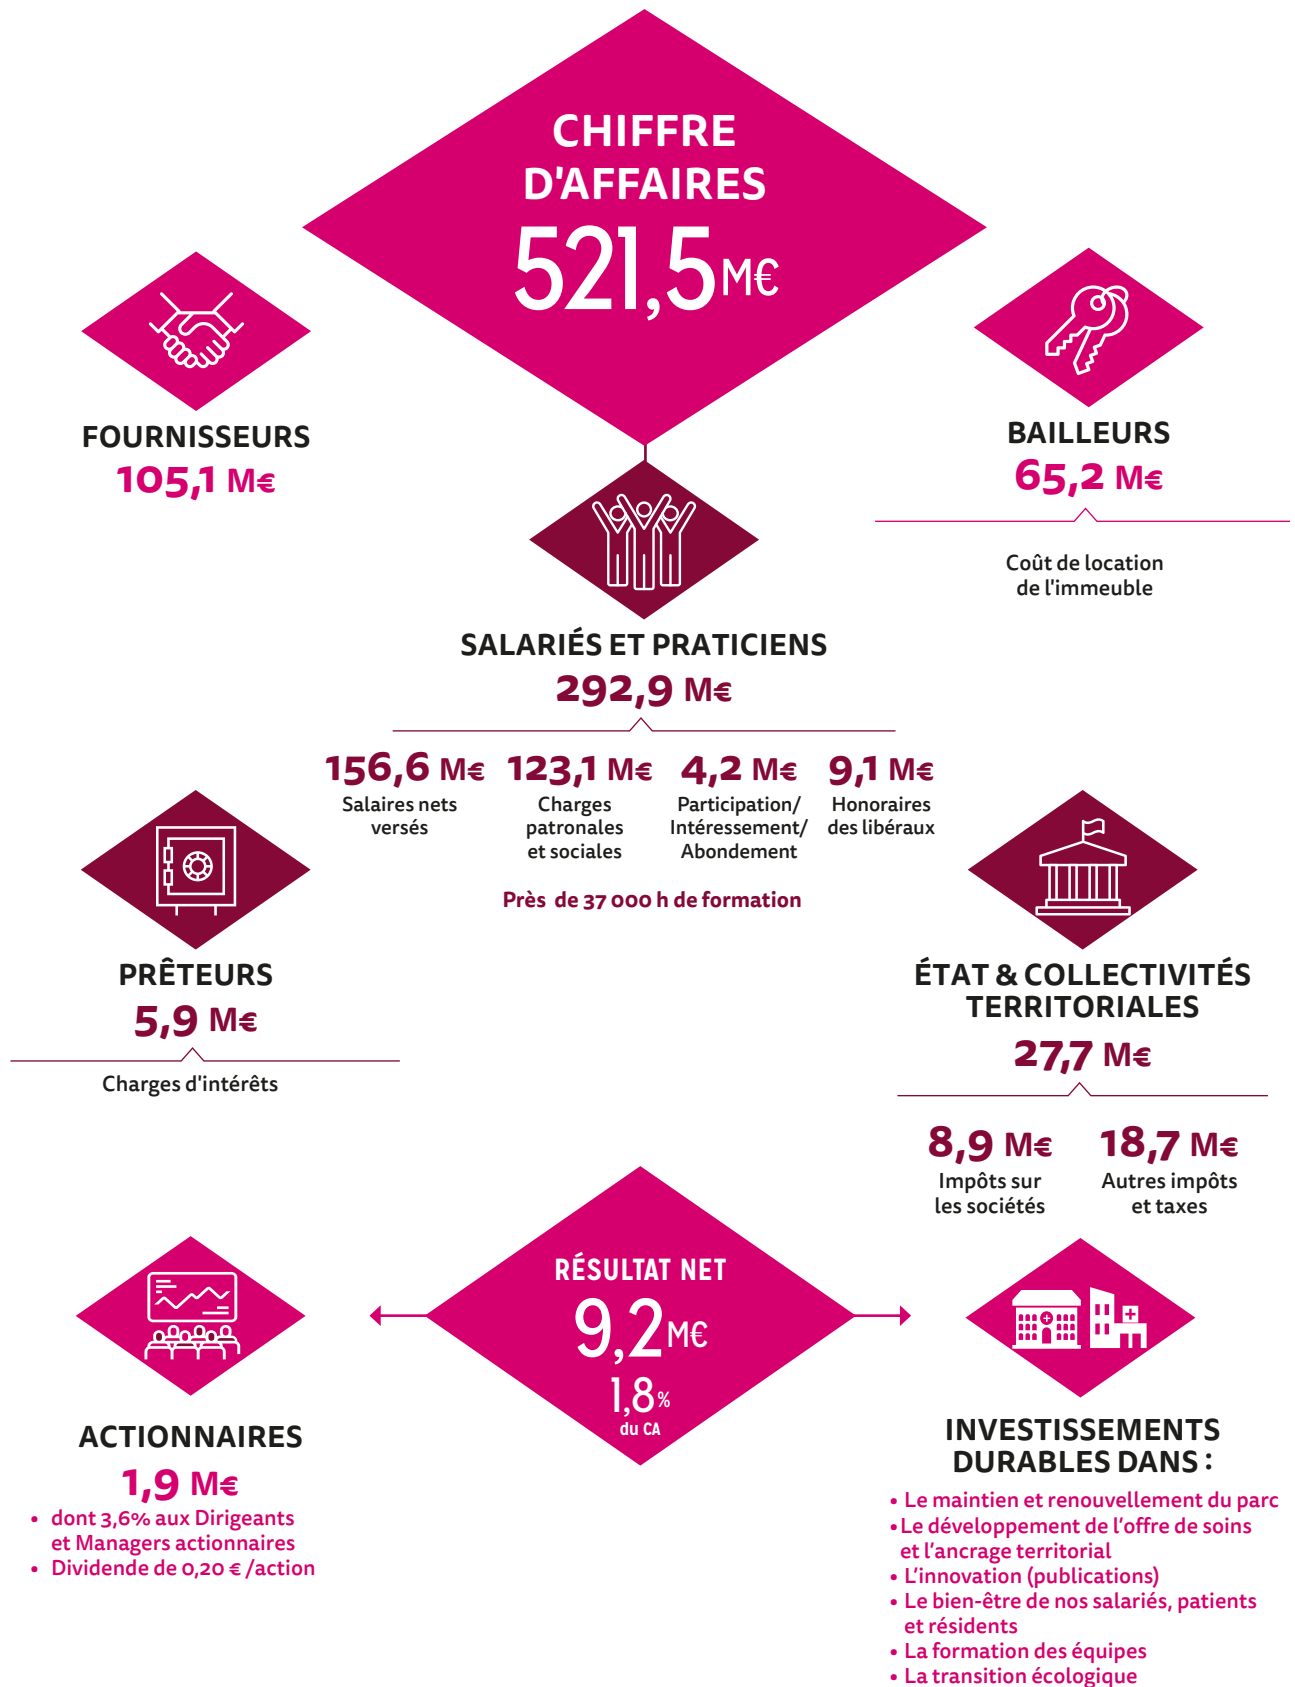 CHIFFRE
D'AFFAIRES
521,5 M€
FOURNISSEURS
105,1 M€
BAILLEURS
65,2 M€
Coût de location
de l'immeuble
SALARIÉS ET PRATICIENS
292,9 M€
156,6 M€
Salaires nets
versés
123,1 M€
Charges
patronales
et sociales
4,2 M€
Participation/
Intéressement/
Abondement
9,1 M€
Honoraires
des libéraux
Près de 37 000 h de formation
PRÊTEURS
5,9 M€
Charges d'intérêts
ÉTAT & COLLECTIVITÉS
TERRITORIALES
27,7 M€
8,9 M€
Impôts sur
les sociétés
18,7 M€
Autres impôts
et taxes
RÉSULTAT NET
9,2 M€
1,8 %
du CA
ACTIONNAIRES
1,9 M€
• dont 3,6% aux Dirigeants
et Managers actionnaires
• Dividende de 0,20 € /action
INVESTISSEMENTS
DURABLES DANS :
• Le maintien et renouvellement du parc
• Le développement de l'offre de soins
et l'ancrage territorial
• L'innovation (publications)
• Le bien-être de nos salariés, patients
et résidents
• La formation des équipes
• La transition écologique